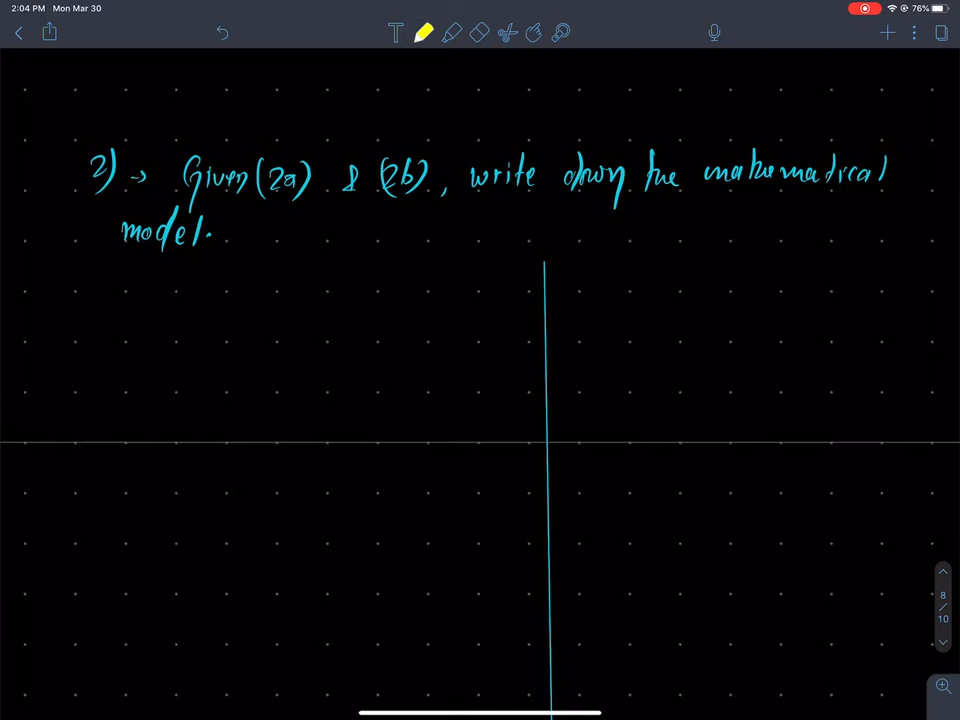 2:04 PM Mon Mar 30
76%
T
2) → Given (2a) & (2b), write down the mathematical
model.
8
/
10